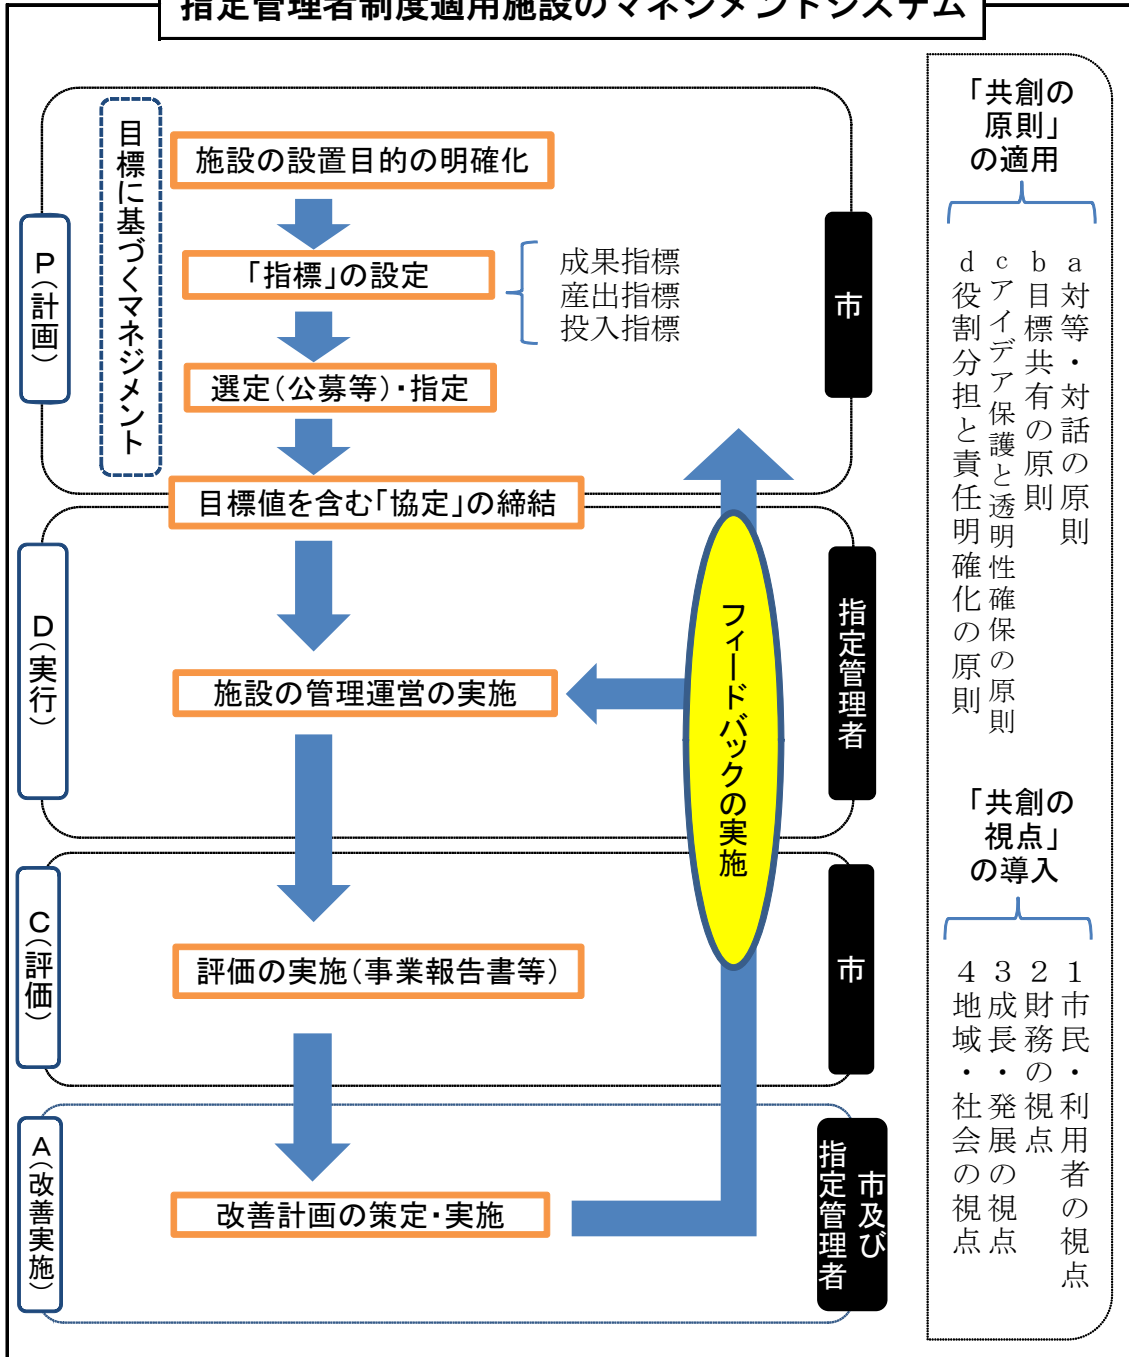 指定管理者制度適用施設のマネジメントシステム
P(計画)
目標に基づくマネジメント
施設の設置目的の明確化
「指標」の設定
成果指標
産出指標
投入指標
選定(公募等)・指定
目標値を含む「協定」の締結
市
D(実行)
施設の管理運営の実施
指定管理者
フィードバックの実施
C(評価)
評価の実施(事業報告書等)
市
A(改善実施)
改善計画の策定・実施
市及び
指定管理者
「共創の
原則」
の適用
a対等・対話の原則
b目標共有の原則
cアイデア保護と透明性確保の原則
d役割分担と責任明確化の原則
「共創の
視点」
の導入
1市民・利用者の視点
2財務の視点
3成長・発展の視点
4地域・社会の視点